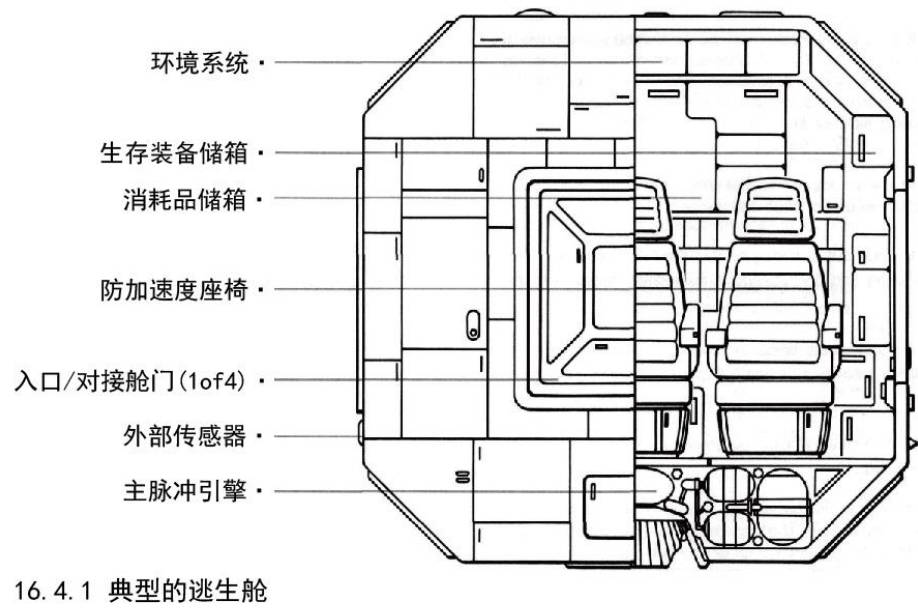 环境系统
生存装备储箱
消耗品储箱
防加速度座椅
入口/对接舱门(1of4)
外部传感器
主脉冲引擎
16.4.1 典型的逃生舱